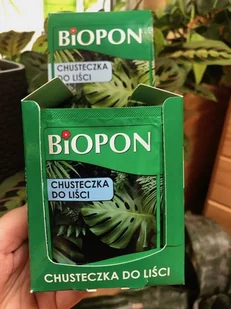 BIOPON
CHUSTECZKA
DO LIŚCI
BIOPON
CHUSTECZKA
DO LIŚCI
CHUSTECZKA DO LIŚCI